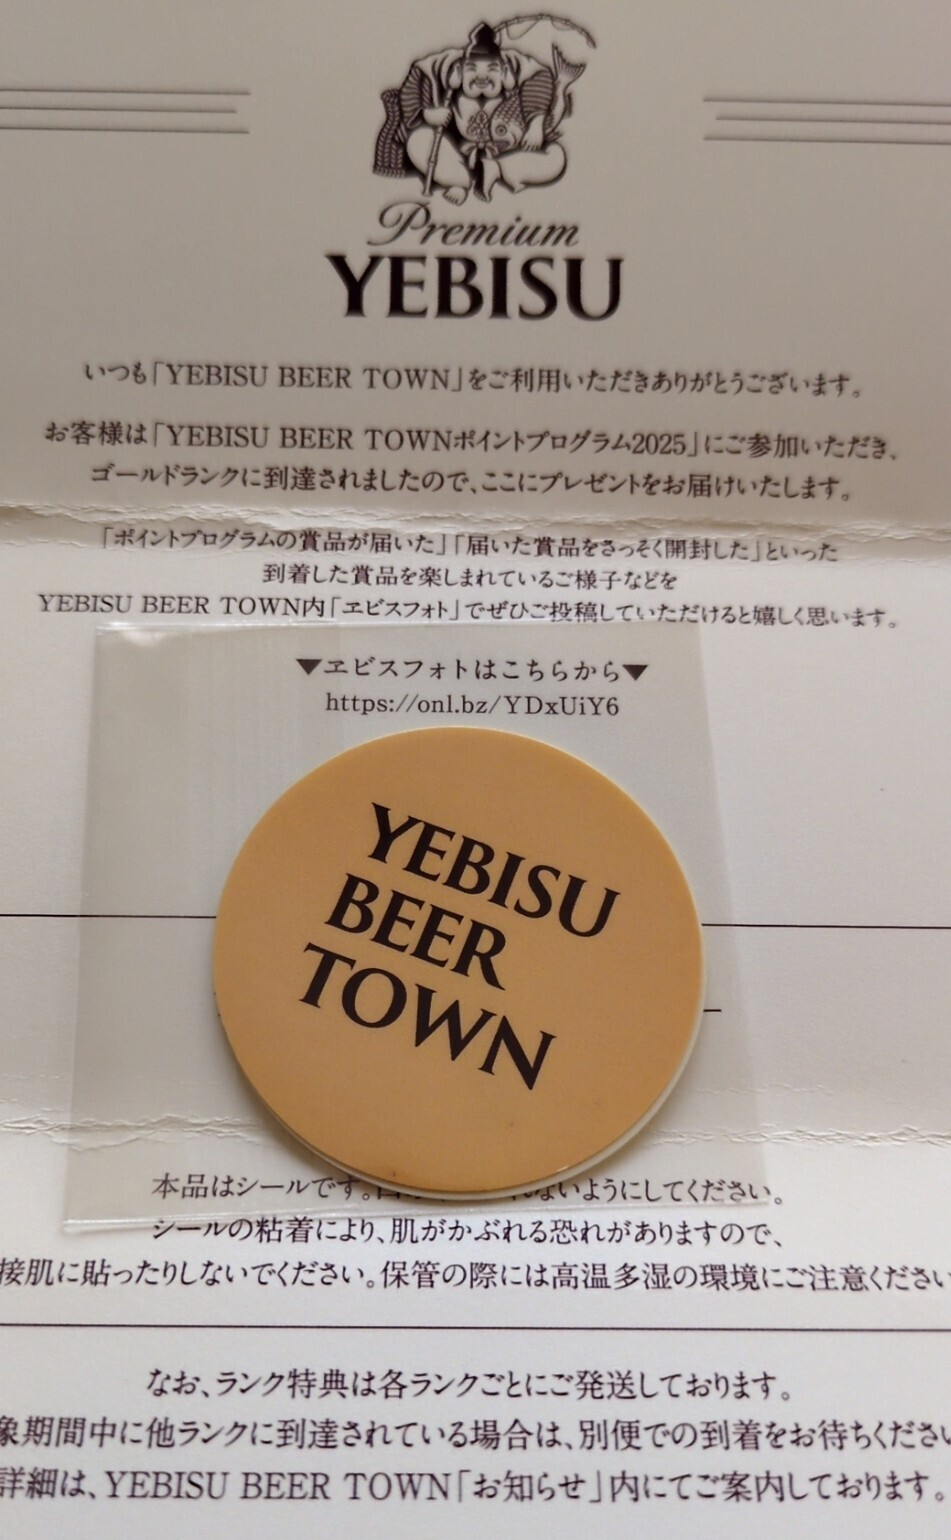 Premium
YEBISU
いつも「YEBISU BEER TOWN」をご利用いただきありがとうございます。
お客様は「YEBISU BEER TOWNポイントプログラム2025」にご参加いただき、
ゴールドランクに到達されましたので、ここにプレゼントをお届けいたします。
「ポイントプログラムの賞品が届いた」「届いた賞品をさっそく開封した」といった
到着した賞品を楽しまれているご様子などを
YEBISU BEER TOWN内「ヱビスフォト」でぜひご投稿していただけると嬉しく思います。
▼ヱビスフォトはこちらから▼
https://onl.bz/YDxUiY6
YEBISU
BEER
TOWN
本品はシールです。 ないようにしてください。
シールの粘着により、肌がかぶれる恐れがありますので、
接肌に貼ったりしないでください。保管の際には高温多湿の環境にご注意ください
なお、ランク特典は各ランクごとにご発送しております。
象期間中に他ランクに到達されている場合は、別便での到着をお待ちください
詳細は、YEBISU BEER TOWN「お知らせ」内にてご案内しております。